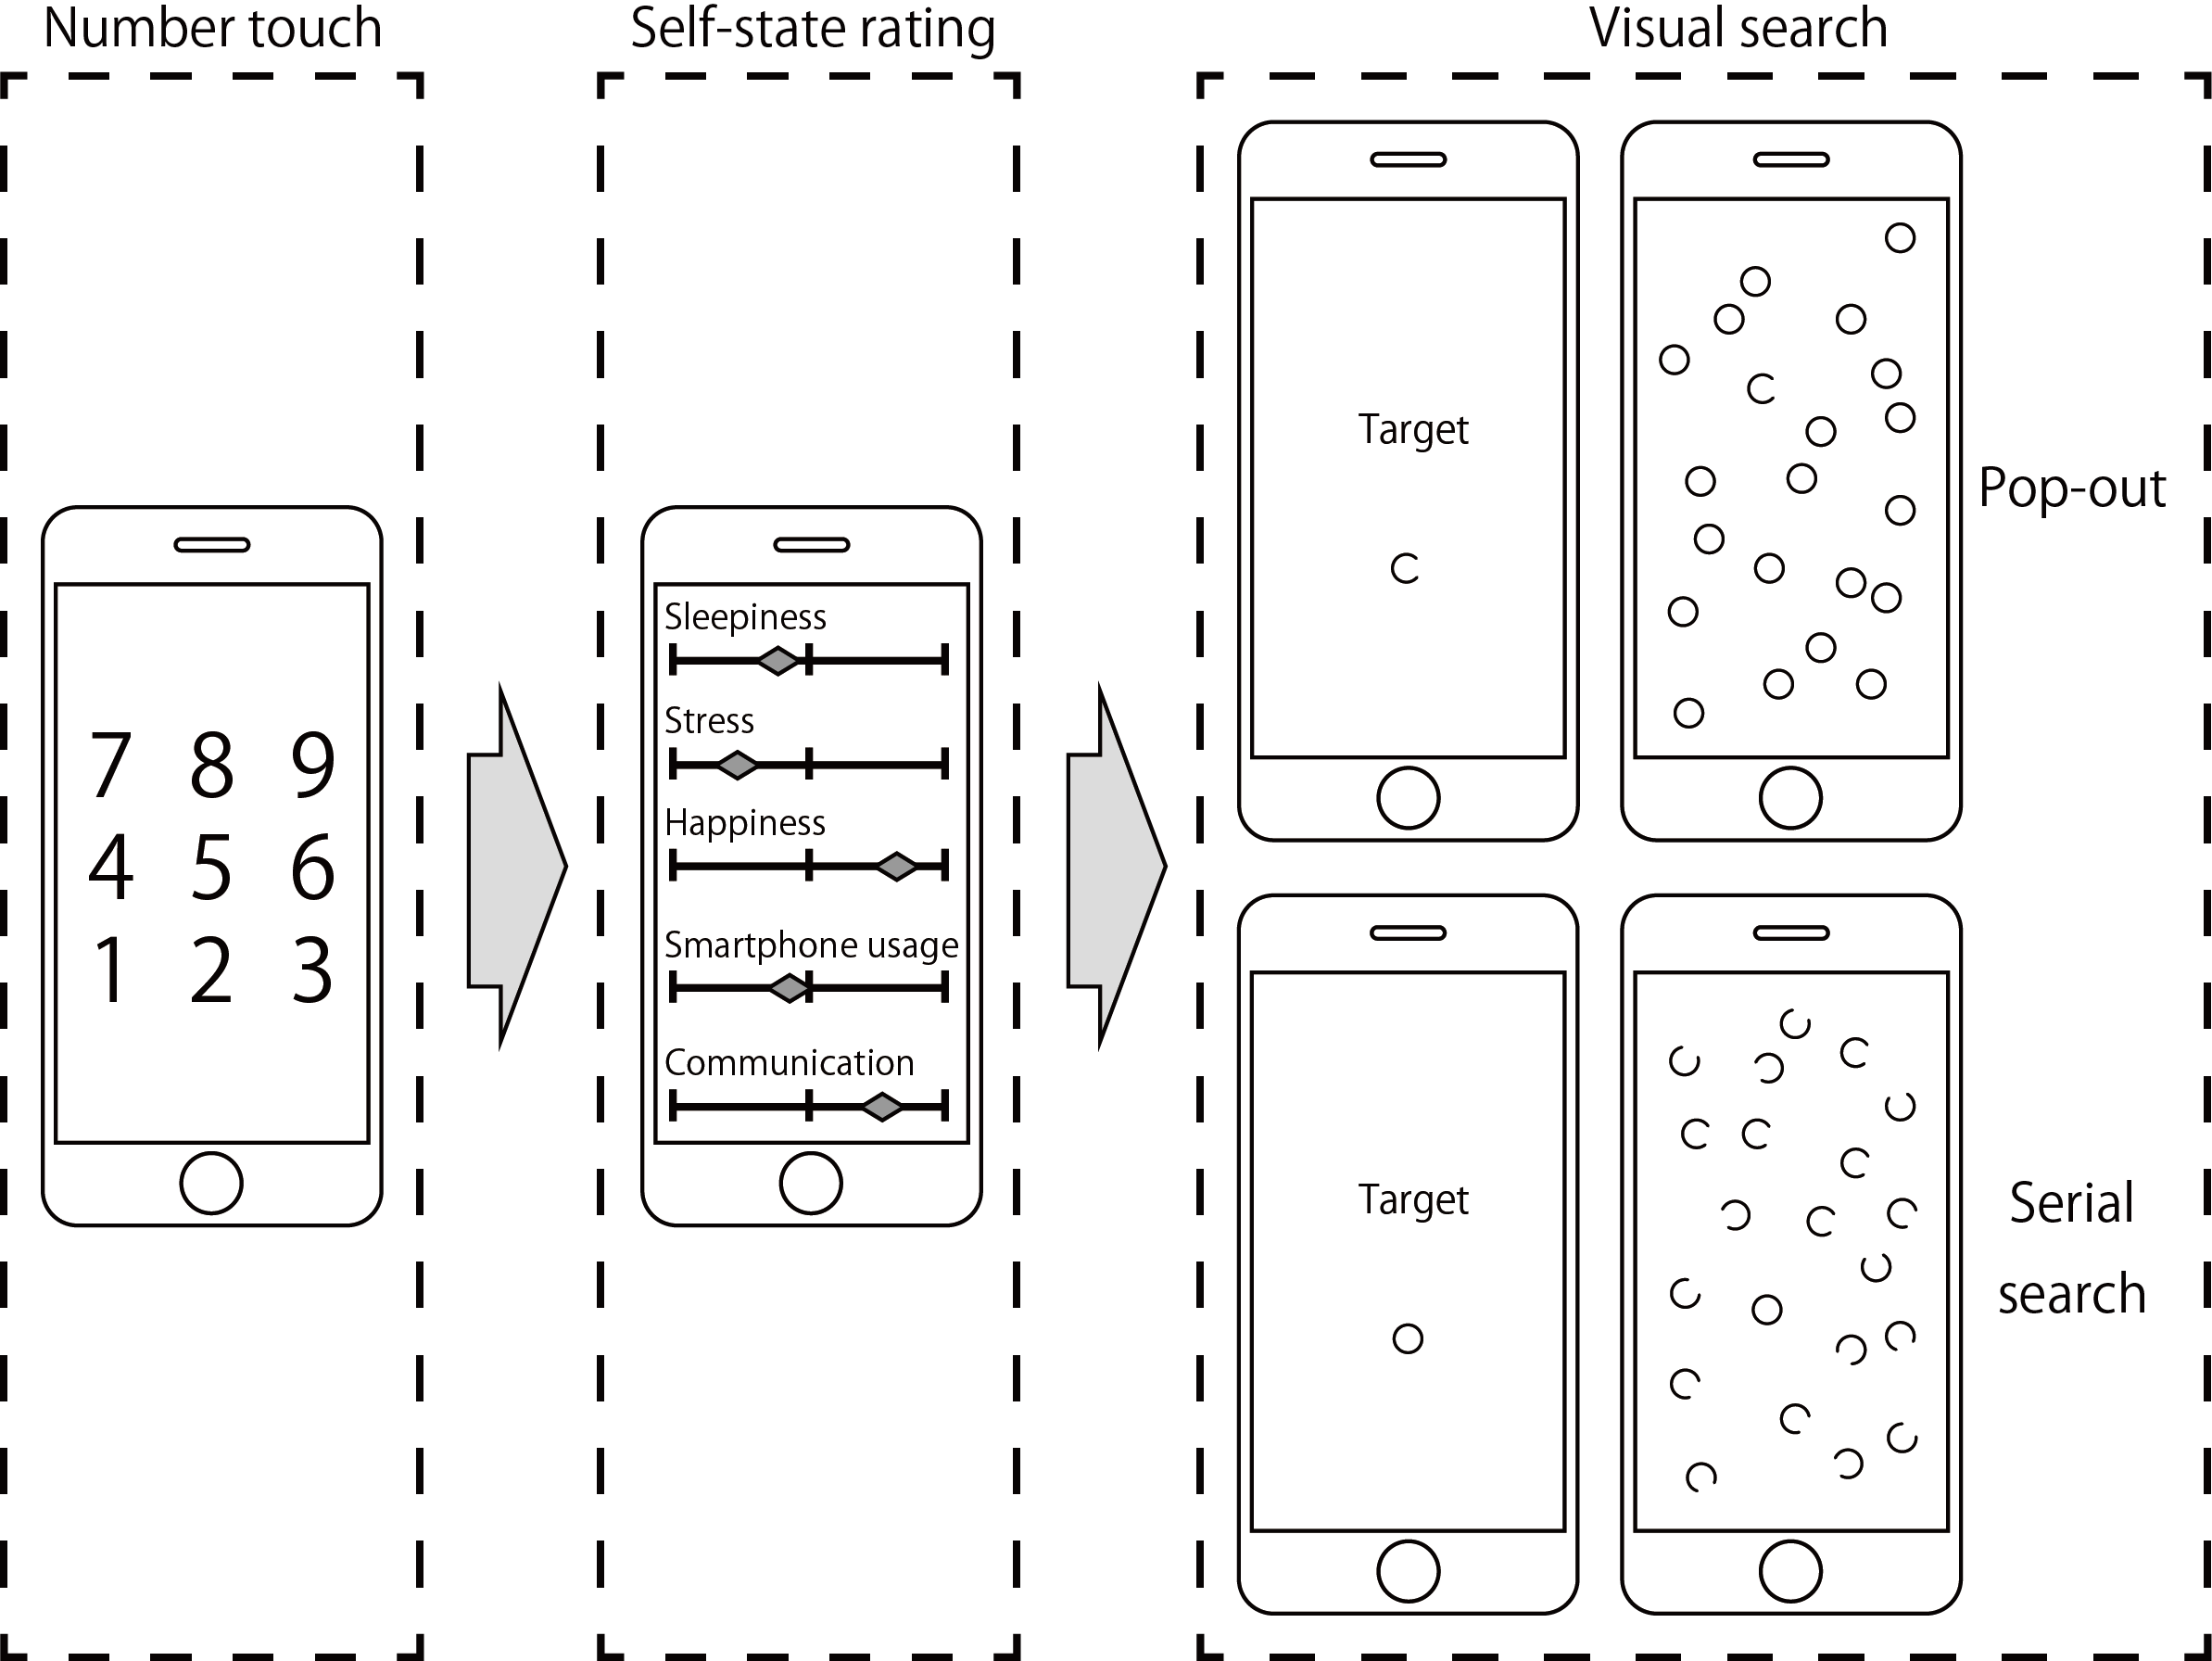 Number touch
7 8 9
4 5 6
1 2 3
Self-state rating
Sleepiness
Stress
Happiness
Smartphone usage
Communication
Visual search
Target
Pop-out
Target
Serial
search